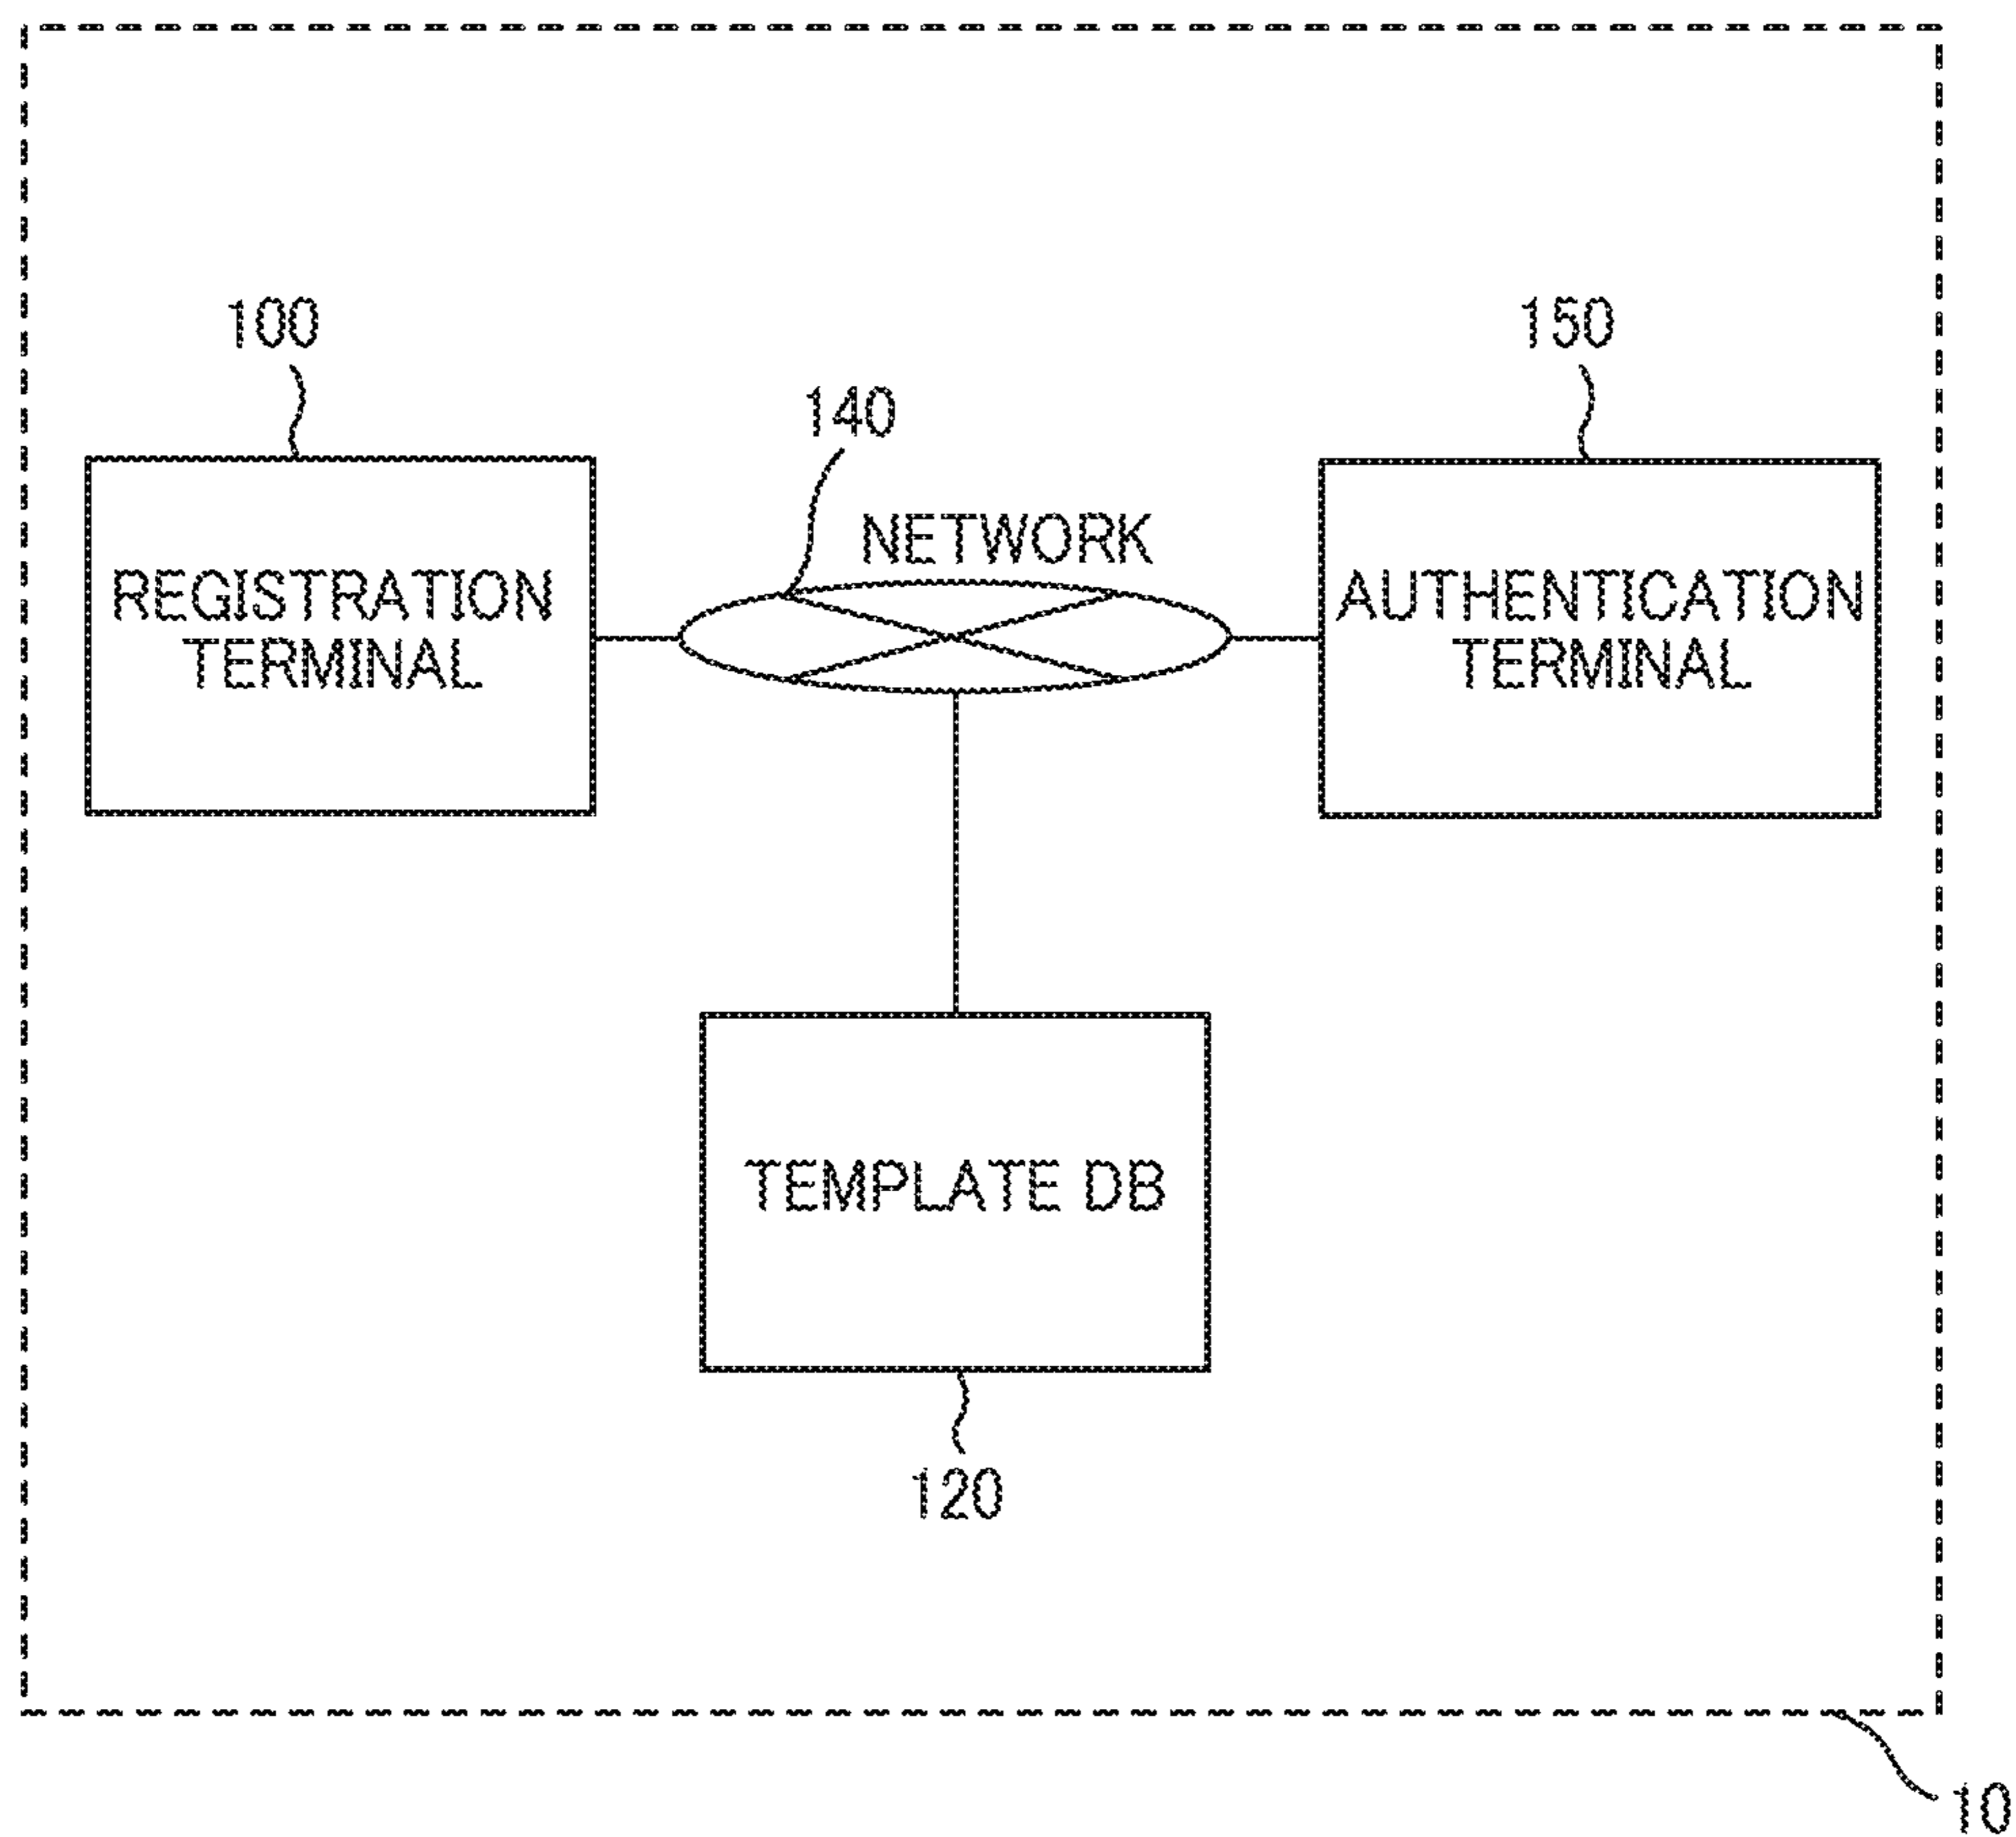 100
150
140
NETWORK
REGISTRATION
TERMINAL
AUTHENTICATION
TERMINAL
TEMPLATE DB
120
10